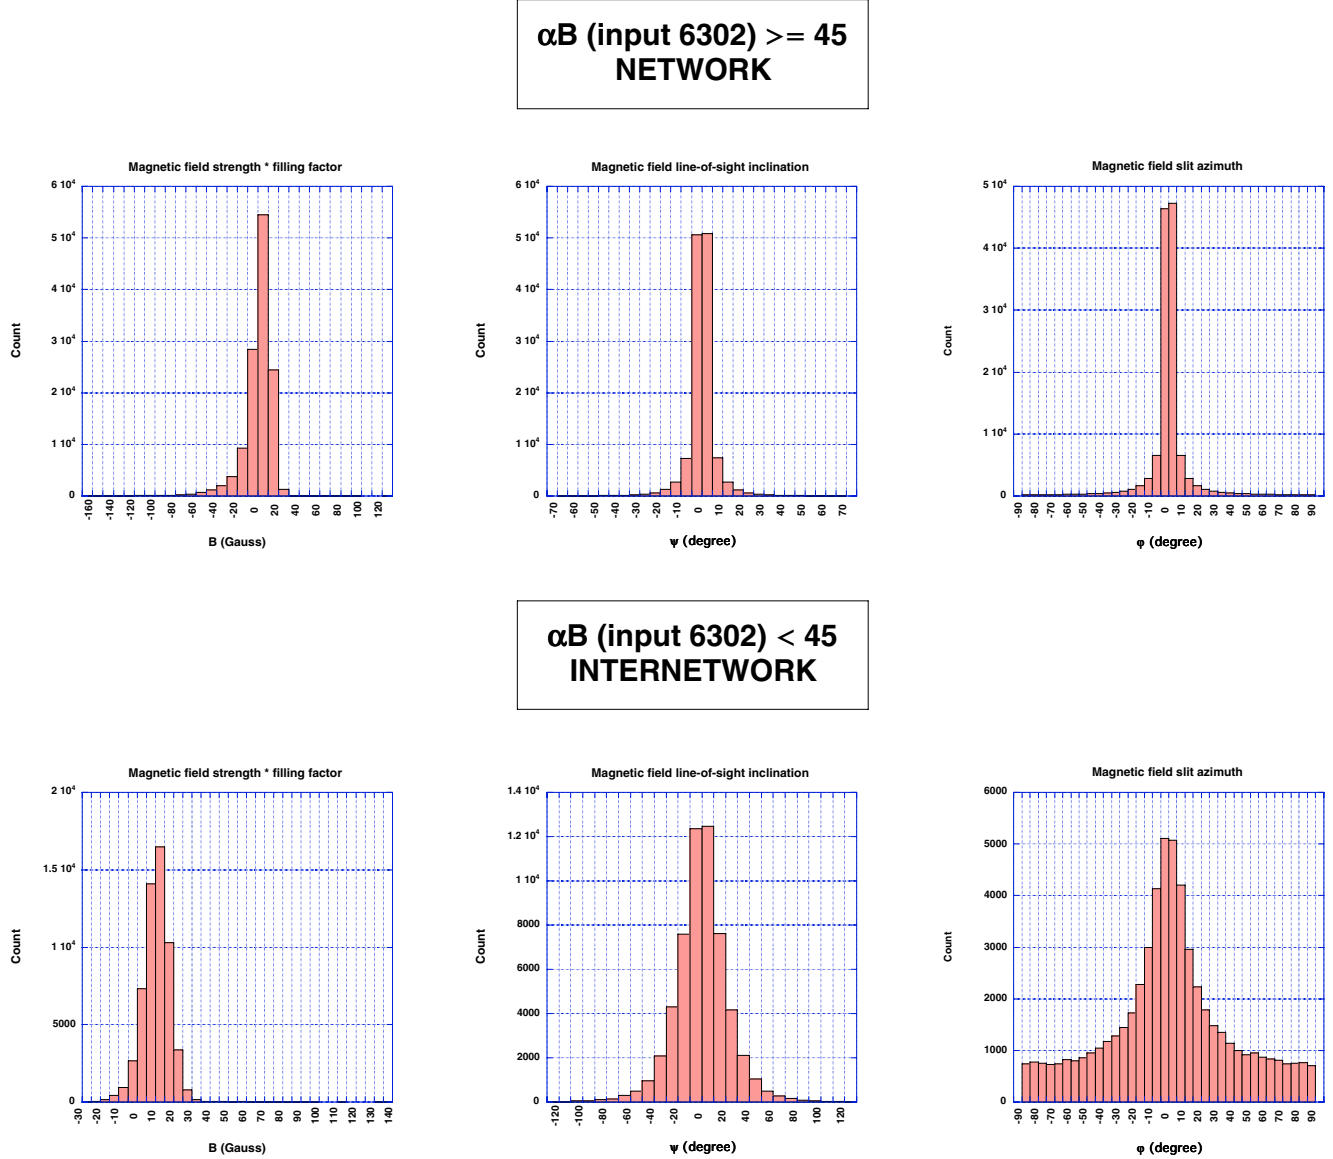 αB (input 6302) >= 45
NETWORK
Magnetic field strength * filling factor
6 10⁴
5 10⁴
4 10⁴
3 10⁴
2 10⁴
1 10⁴
0
Count
-160 -140 -120 -100 -80 -60 -40 -20 0 20 40 60 80 100 120
B (Gauss)
Magnetic field line-of-sight inclination
6 10⁴
5 10⁴
4 10⁴
3 10⁴
2 10⁴
1 10⁴
0
Count
-70 -60 -50 -40 -30 -20 -10 0 10 20 30 40 50 60 70
ψ (degree)
Magnetic field slit azimuth
5 10⁴
4 10⁴
3 10⁴
2 10⁴
1 10⁴
0
Count
-90 -80 -70 -60 -50 -40 -30 -20 -10 0 10 20 30 40 50 60 70 80 90
φ (degree)
αB (input 6302) < 45
INTERNETWORK
Magnetic field strength * filling factor
2 10⁴
1.5 10⁴
1 10⁴
5000
0
Count
-30 -20 -10 0 10 20 30 40 50 60 70 80 90 100 110 120 130 140
B (Gauss)
Magnetic field line-of-sight inclination
1.4 10⁴
1.2 10⁴
1 10⁴
8000
6000
4000
2000
0
Count
-120 -100 -80 -60 -40 -20 0 20 40 60 80 100 120
ψ (degree)
Magnetic field slit azimuth
6000
5000
4000
3000
2000
1000
0
Count
-90 -80 -70 -60 -50 -40 -30 -20 -10 0 10 20 30 40 50 60 70 80 90
φ (degree)